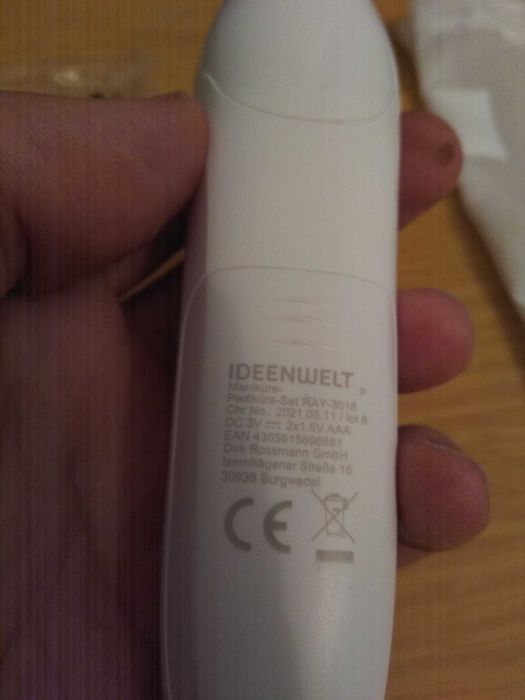 IDEENWELT P
Maniküre-
Pediküre-Set RAY-3018
Chr No.: 2021.05.11 / lot 8
DC 3V ⎓ 2x1.5V AAA
EAN 4305615696881
Dirk Rossmann GmbH
Isernhägener Straße 16
30938 Burgwedel
CE